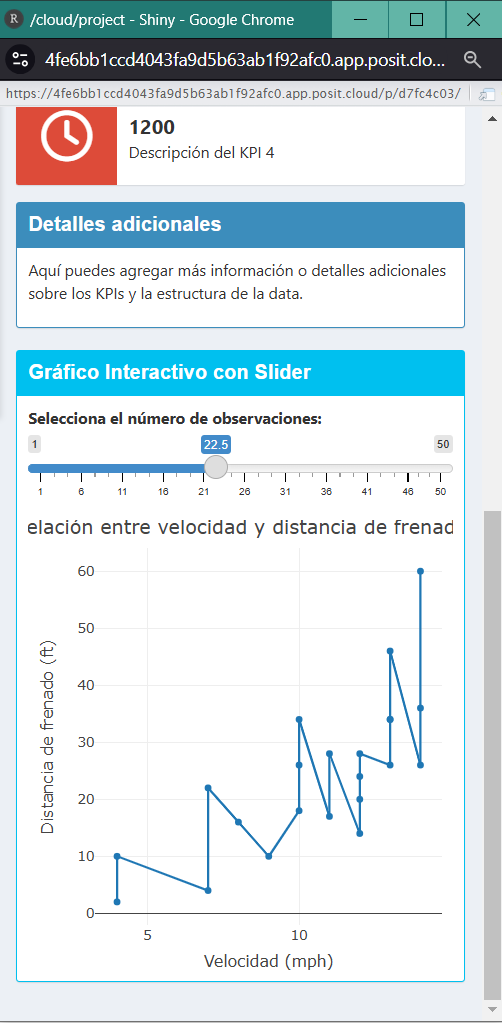 R /cloud/project - Shiny - Google Chrome
4fe6bb1ccd4043fa9d5b63ab1f92afc0.app.posit.clo...
https://4fe6bb1ccd4043fa9d5b63ab1f92afc0.app.posit.cloud/p/d7fc4c03/
1200
Descripción del KPI 4
Detalles adicionales
Aquí puedes agregar más información o detalles adicionales
sobre los KPIs y la estructura de la data.
Gráfico Interactivo con Slider
Selecciona el número de observaciones:
1 22.5 50
1 6 11 16 21 26 31 36 41 46 50
elación entre velocidad y distancia de frenad
60
50
40
30
20
10
0
Distancia de frenado (ft)
5 10
Velocidad (mph)